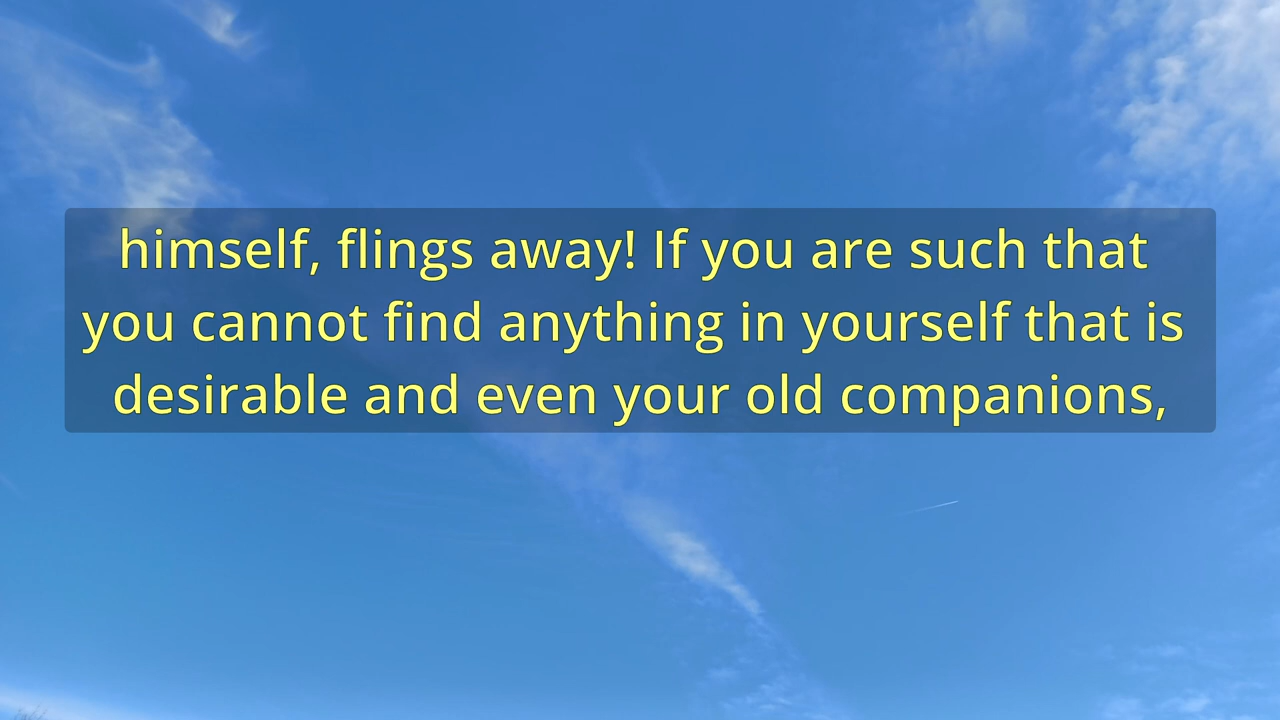 himself, flings away! If you are such that
you cannot find anything in yourself that is
desirable and even your old companions,